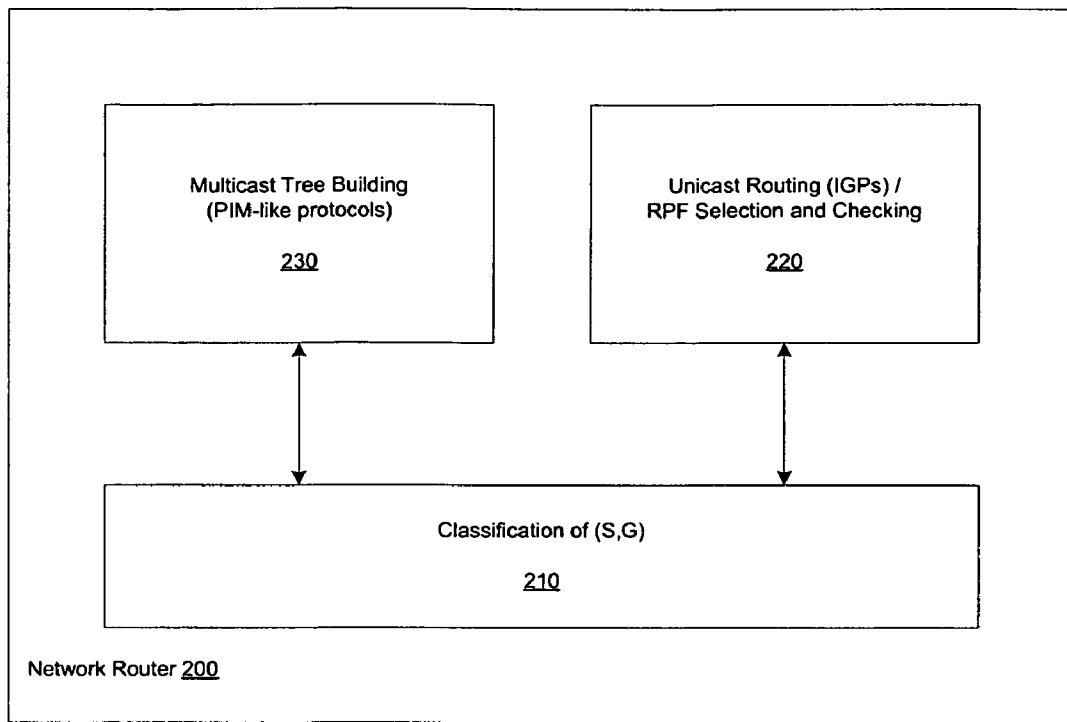 Multicast Tree Building
(PIM-like protocols)
230
Unicast Routing (IGPs) /
RPF Selection and Checking
220
Classification of (S,G)
210
Network Router 200